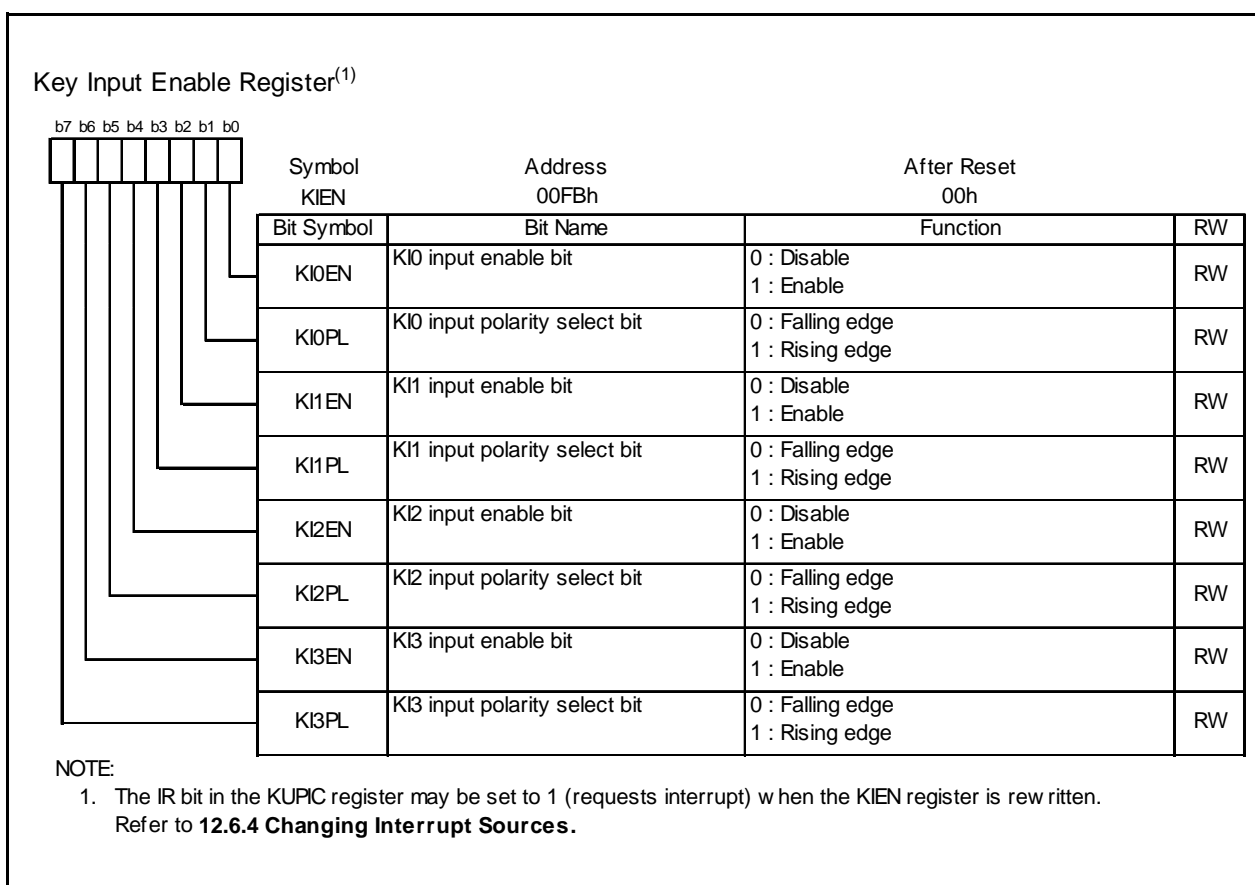 Key Input Enable Register(1)
b7 b6 b5 b4 b3 b2 b1 b0
Symbol Address After Reset
KIEN 00FBh 00h
Bit Symbol Bit Name Function RW
KI0EN KI0 input enable bit 0 : Disable RW
1 : Enable
KI0PL KI0 input polarity select bit 0 : Falling edge RW
1 : Rising edge
KI1EN KI1 input enable bit 0 : Disable RW
1 : Enable
KI1PL KI1 input polarity select bit 0 : Falling edge RW
1 : Rising edge
KI2EN KI2 input enable bit 0 : Disable RW
1 : Enable
KI2PL KI2 input polarity select bit 0 : Falling edge RW
1 : Rising edge
KI3EN KI3 input enable bit 0 : Disable RW
1 : Enable
KI3PL KI3 input polarity select bit 0 : Falling edge RW
1 : Rising edge
NOTE:
1. The IR bit in the KUPIC register may be set to 1 (requests interrupt) when the KIEN register is rewritten.
Refer to 12.6.4 Changing Interrupt Sources.